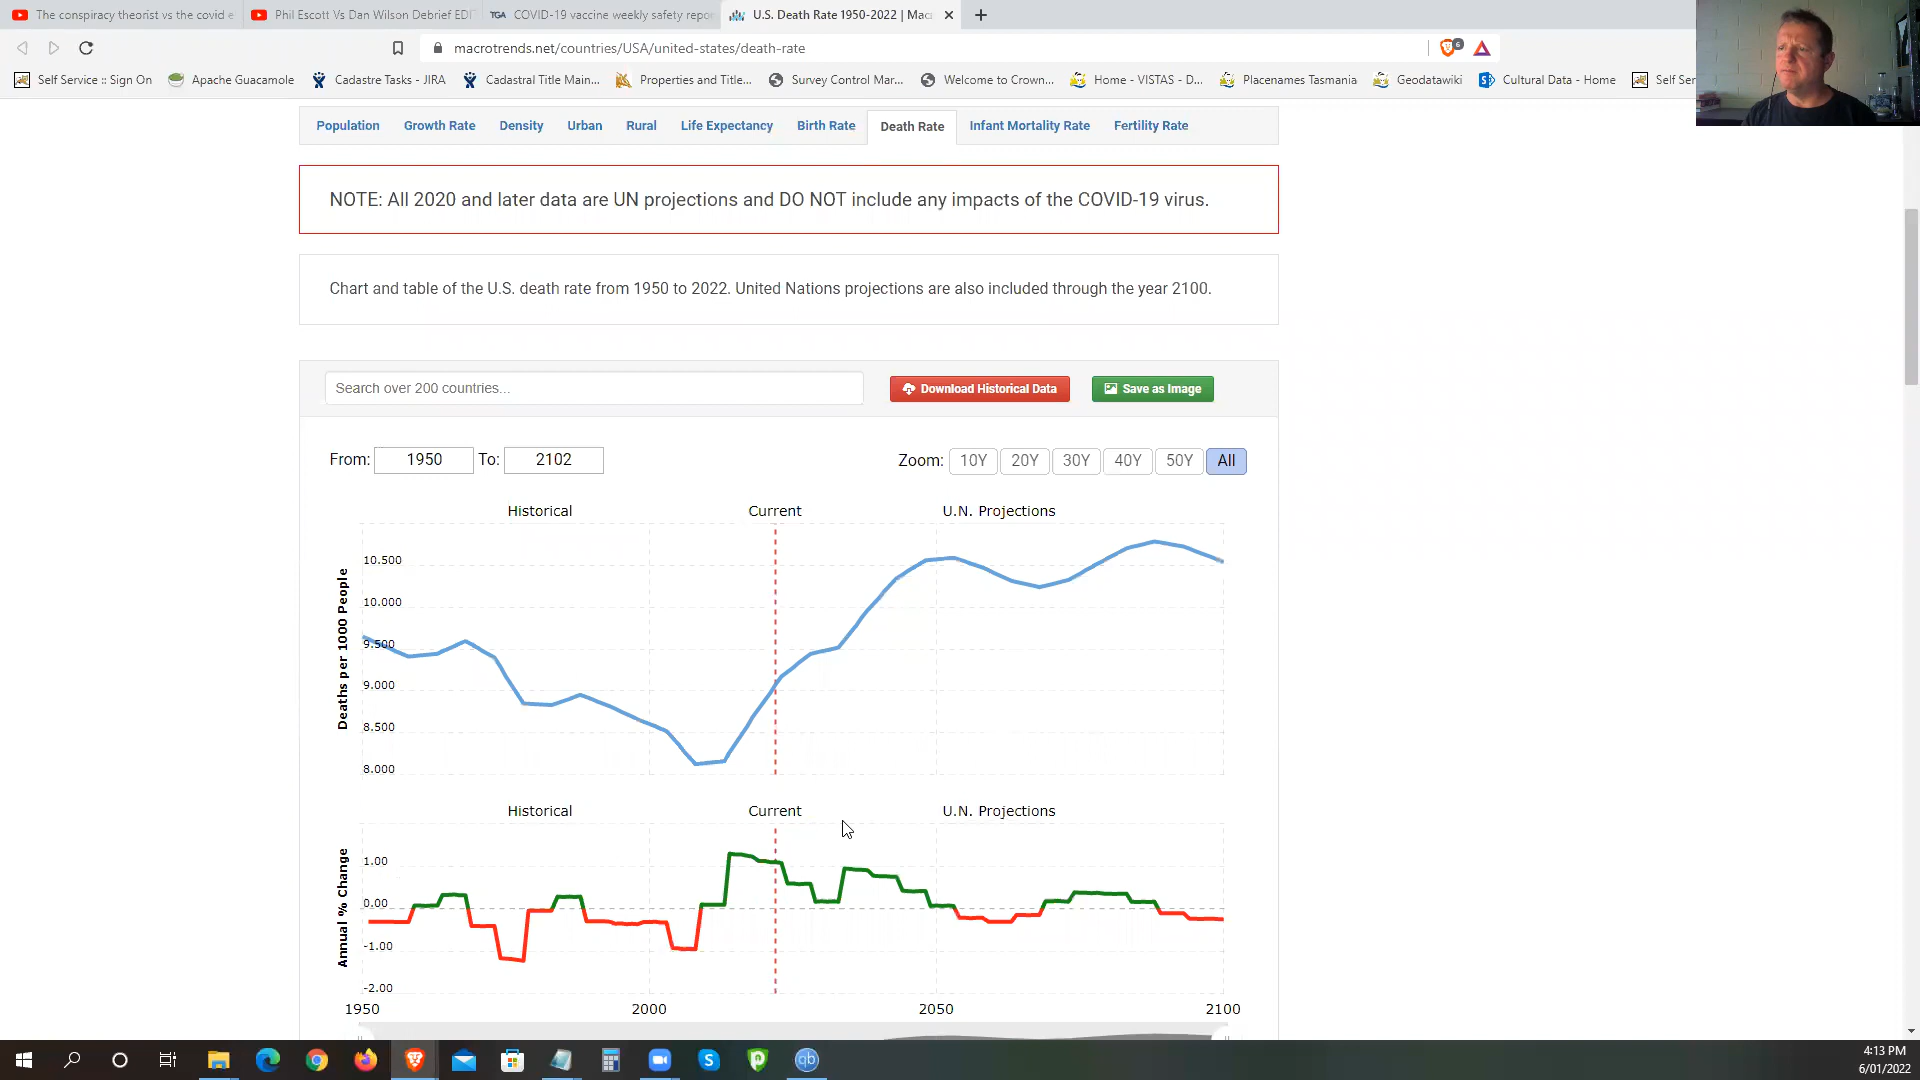 The conspiracy theorist vs the covid e
Phil Escott Vs Dan Wilson Debrief EDI
TGA COVID-19 vaccine weekly safety repo
U.S. Death Rate 1950-2022 | Mac
macrotrends.net/countries/USA/united-states/death-rate
6
Self Service :: Sign On
Apache Guacamole
Cadastre Tasks - JIRA
Cadastral Title Main...
Properties and Title...
Survey Control Mar...
Welcome to Crown...
Home - VISTAS - D...
Placenames Tasmania
Geodatawiki
Cultural Data - Home
Self Ser
Population
Growth Rate
Density
Urban
Rural
Life Expectancy
Birth Rate
Death Rate
Infant Mortality Rate
Fertility Rate
NOTE: All 2020 and later data are UN projections and DO NOT include any impacts of the COVID-19 virus.
Chart and table of the U.S. death rate from 1950 to 2022. United Nations projections are also included through the year 2100.
Search over 200 countries...
Download Historical Data
Save as Image
From: 1950 To: 2102
Zoom: 10Y 20Y 30Y 40Y 50Y All
Historical
Current
U.N. Projections
Deaths per 1000 People
10.500
10.000
9.500
9.000
8.500
8.000
Historical
Current
U.N. Projections
Annual % Change
1.00
0.00
-1.00
-2.00
1950
2000
2050
2100
S
qb
4:13 PM
6/01/2022